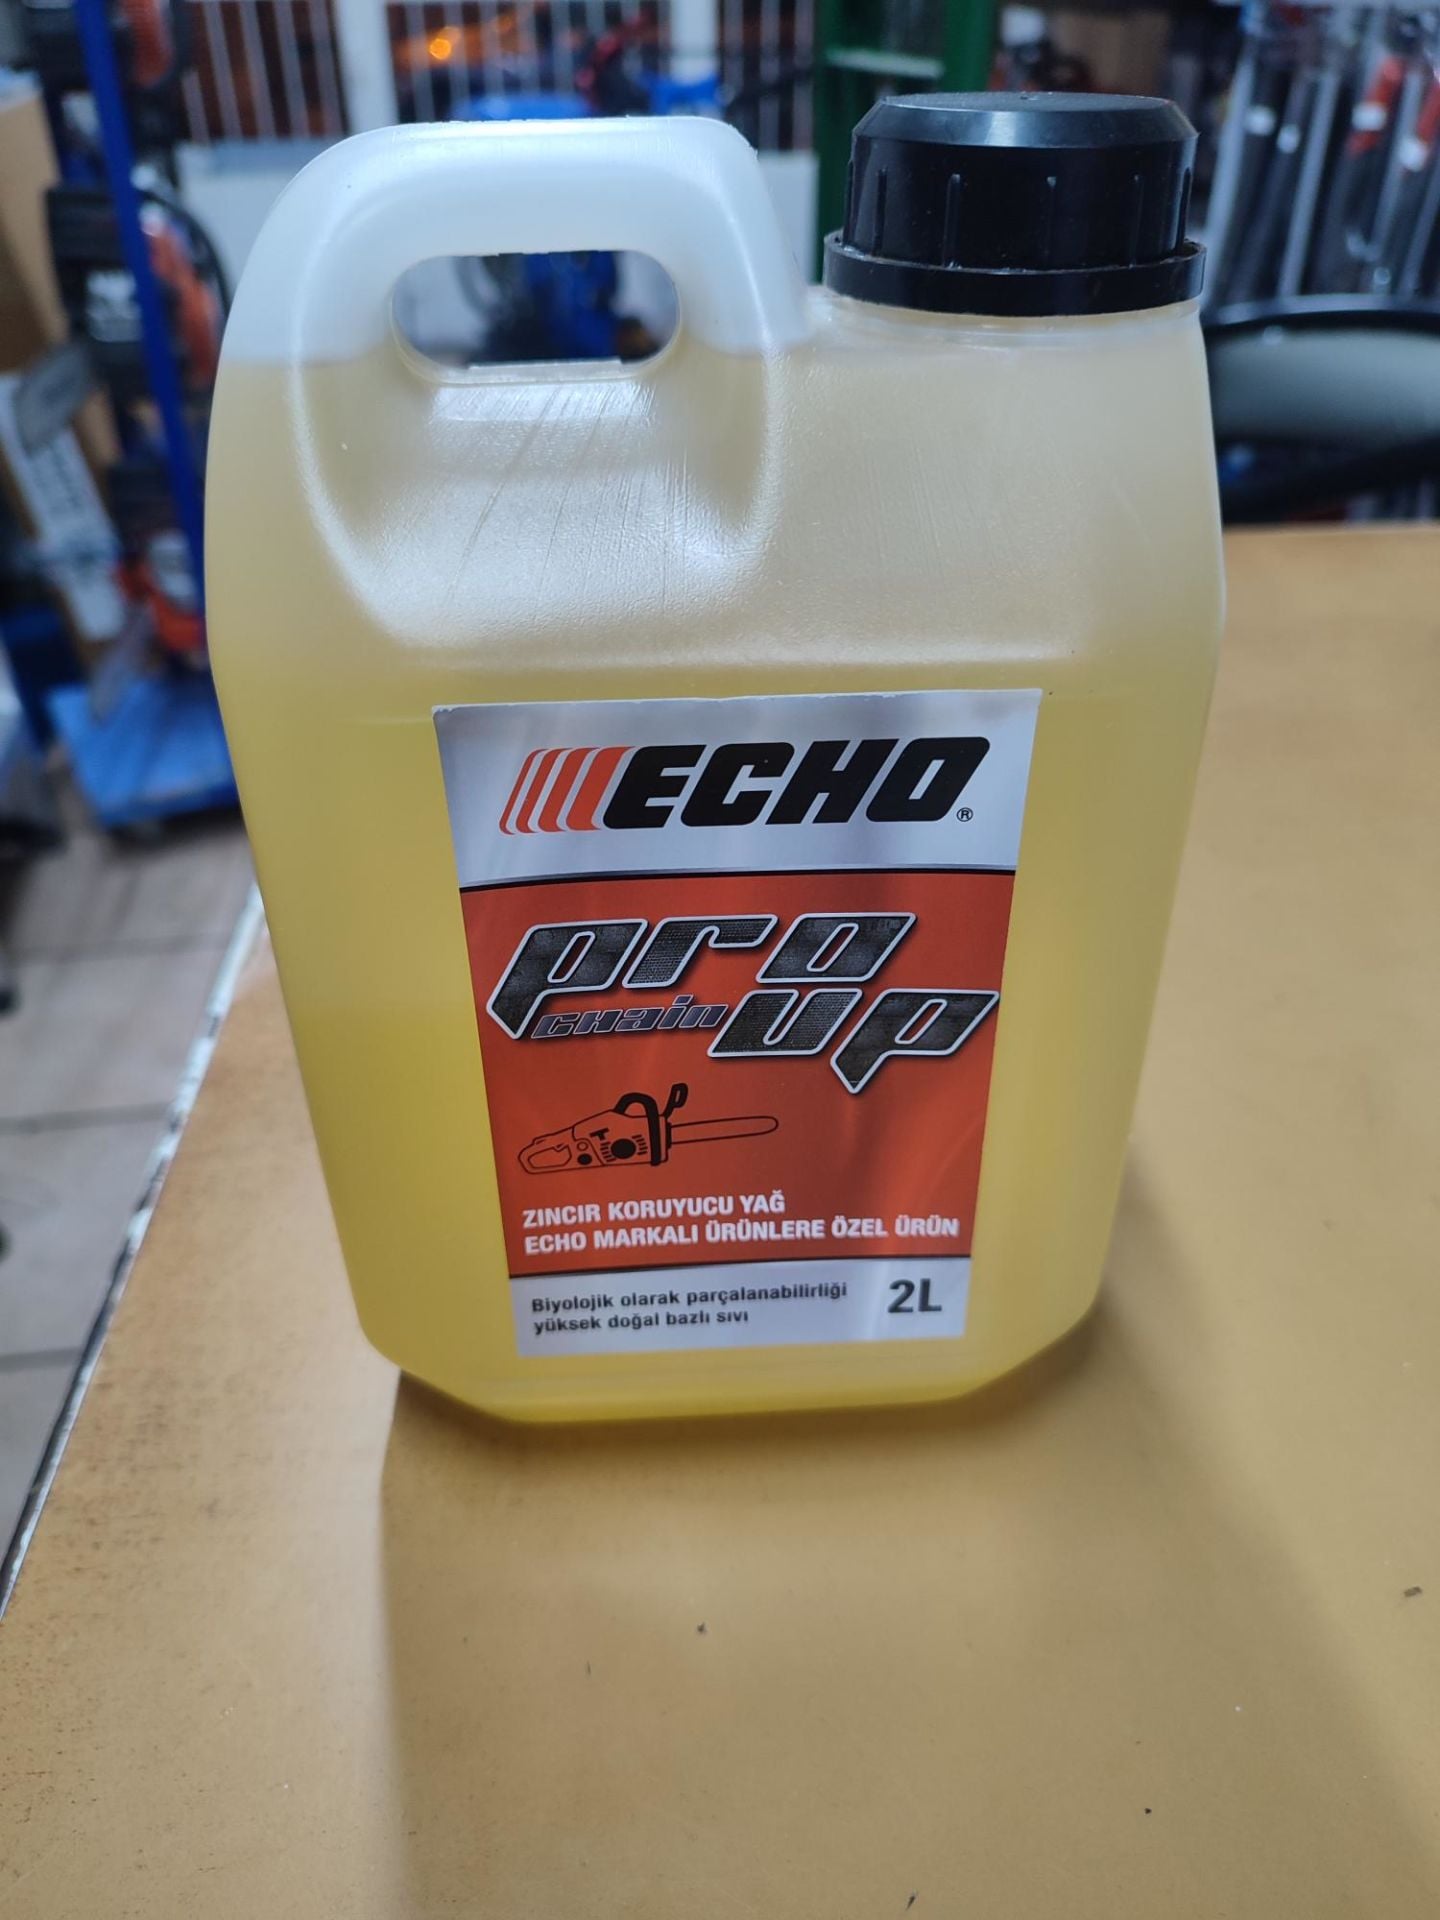 ECHO®
pro
chain up
ZINCIR KORUYUCU YAĞ
ECHO MARKALI ÜRÜNLERE ÖZEL ÜRÜN
Biyolojik olarak parçalanabilirliği
yüksek doğal bazlı sıvı
2L